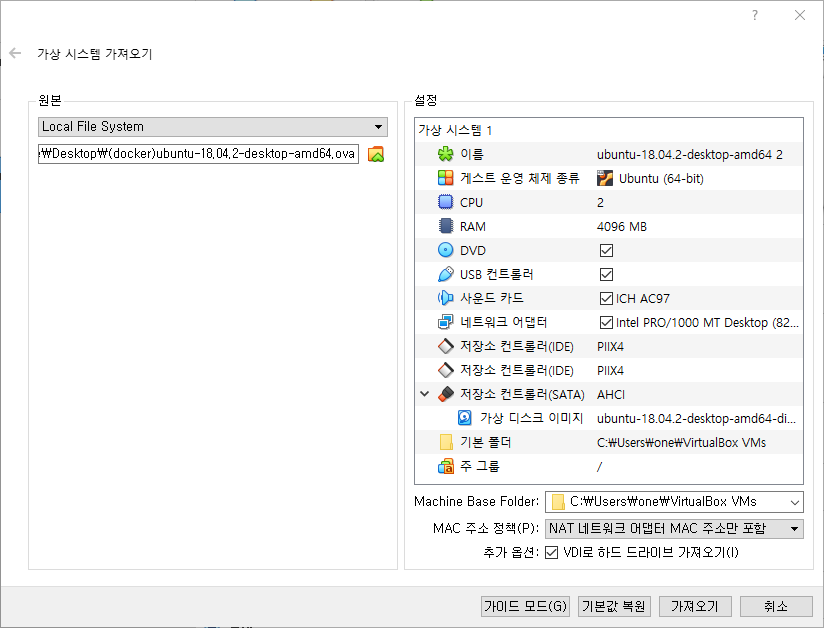 가상 시스템 가져오기
원본
Local File System
₩Desktop₩(docker)ubuntu-18.04.2-desktop-amd64.ova
설정
가상 시스템 1
이름 ubuntu-18.04.2-desktop-amd64 2
게스트 운영 체제 종류 Ubuntu (64-bit)
CPU 2
RAM 4096 MB
DVD
USB 컨트롤러
사운드 카드 ICH AC97
네트워크 어댑터 Intel PRO/1000 MT Desktop (82...
저장소 컨트롤러(IDE) PIIX4
저장소 컨트롤러(IDE) PIIX4
저장소 컨트롤러(SATA) AHCI
가상 디스크 이미지 ubuntu-18.04.2-desktop-amd64-di...
기본 폴더 C:₩Users₩one₩VirtualBox VMs
주 그룹 /
Machine Base Folder: C:₩Users₩one₩VirtualBox VMs
MAC 주소 정책(P): NAT 네트워크 어댑터 MAC 주소만 포함
추가 옵션: VDI로 하드 드라이브 가져오기(I)
가이드 모드(G) 기본값 복원 가져오기 취소